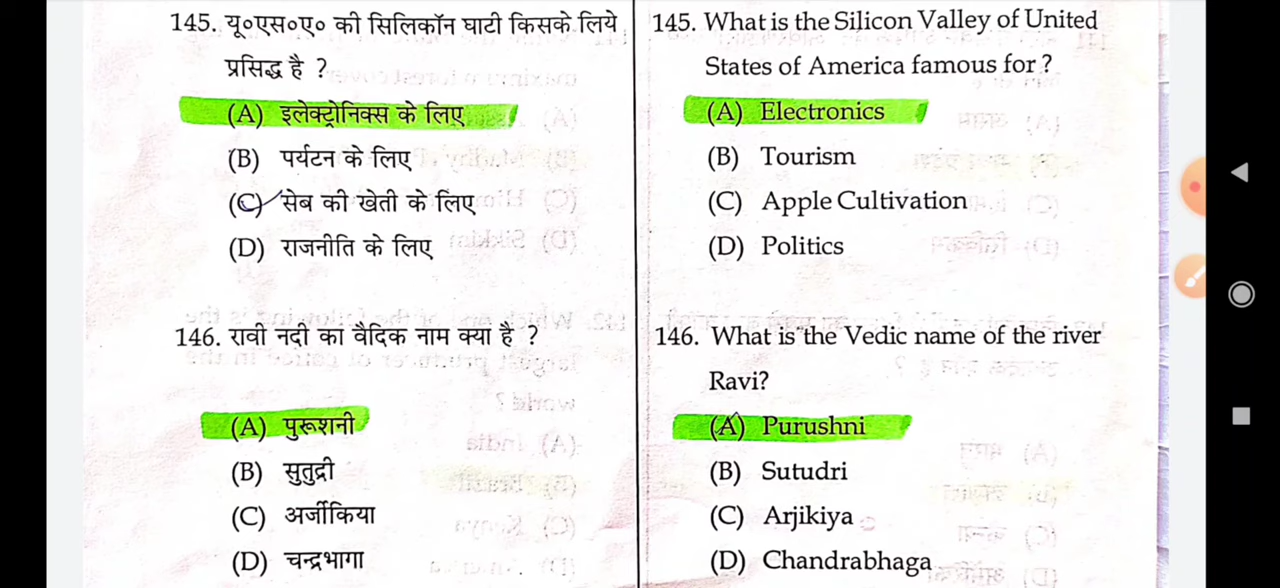 145. यू०एस०ए० की सिलिकॉन घाटी किसके लिये
प्रसिद्ध है ?
(A) इलेक्ट्रोनिक्स के लिए
(B) पर्यटन के लिए
(C) सेब की खेती के लिए
(D) राजनीति के लिए
146. रावी नदी का वैदिक नाम क्या है ?
(A) पुरूशनी
(B) सुतुद्री
(C) अर्जीकिया
(D) चन्द्रभागा
145. What is the Silicon Valley of United
States of America famous for ?
(A) Electronics
(B) Tourism
(C) Apple Cultivation
(D) Politics
146. What is the Vedic name of the river
Ravi?
(A) Purushni
(B) Sutudri
(C) Arjikiya
(D) Chandrabhaga